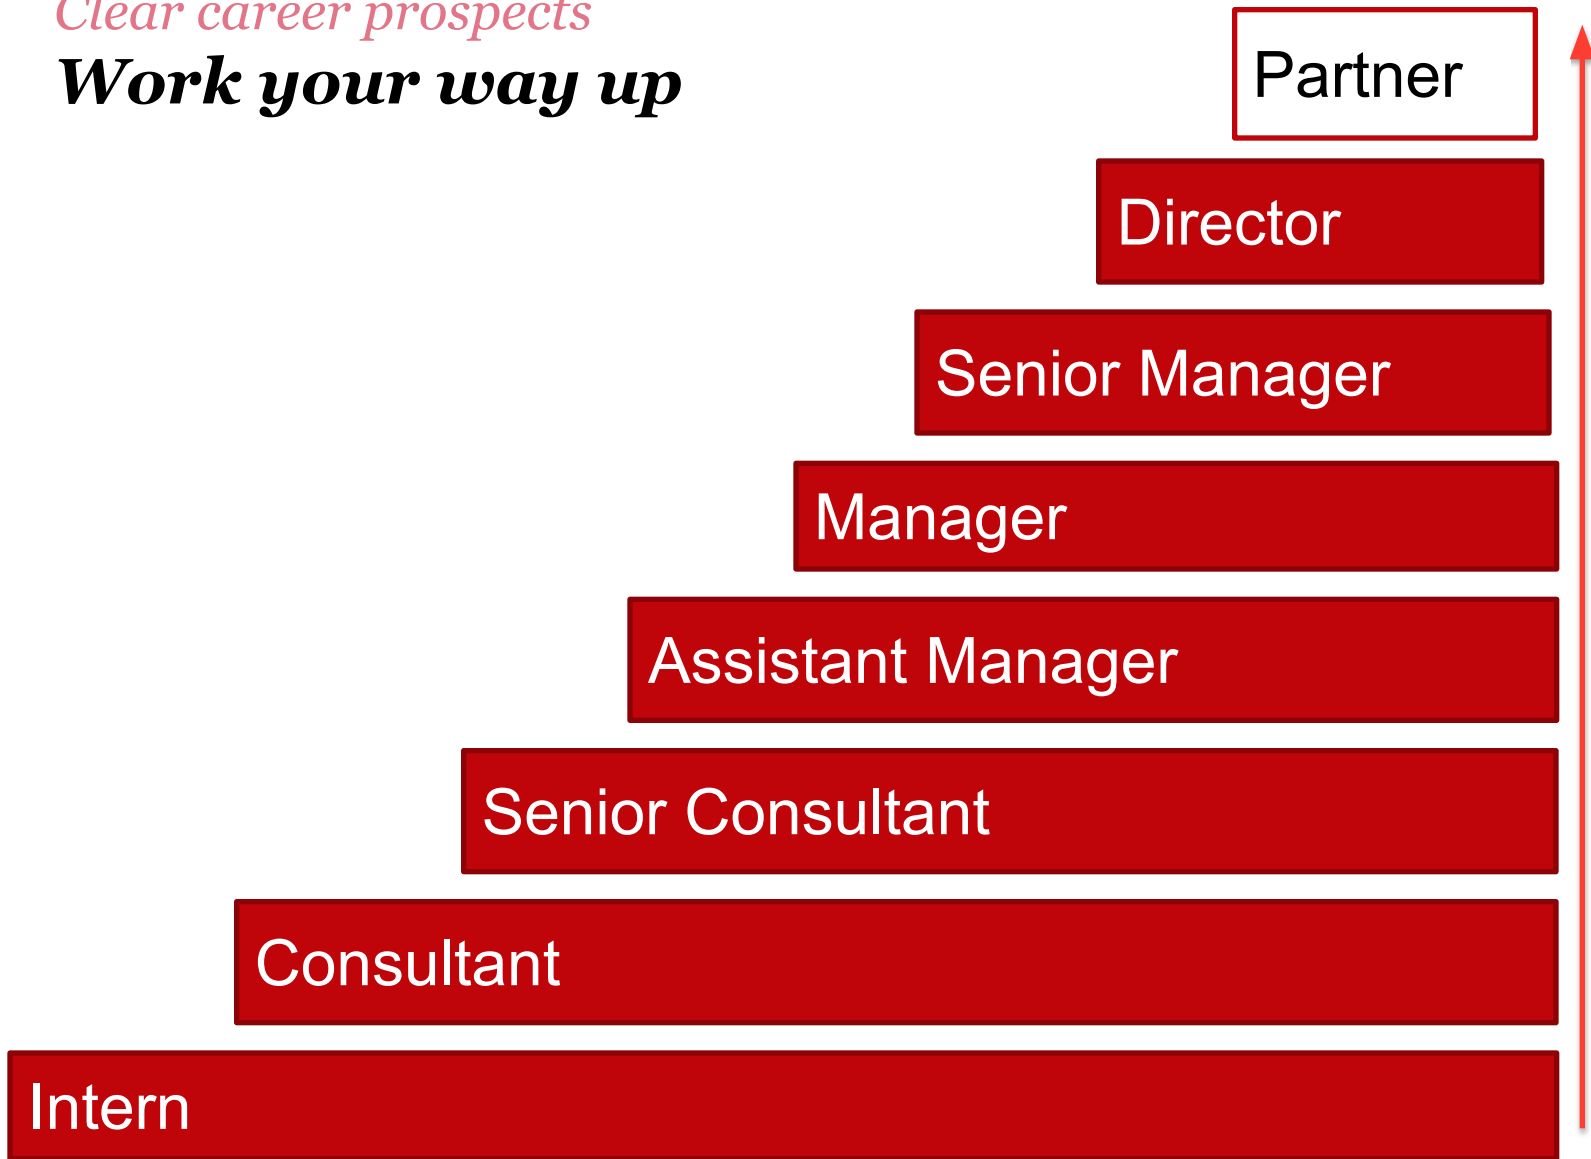 Clear career prospects
Work your way up
Partner
Director
Senior Manager
Manager
Assistant Manager
Senior Consultant
Consultant
Intern